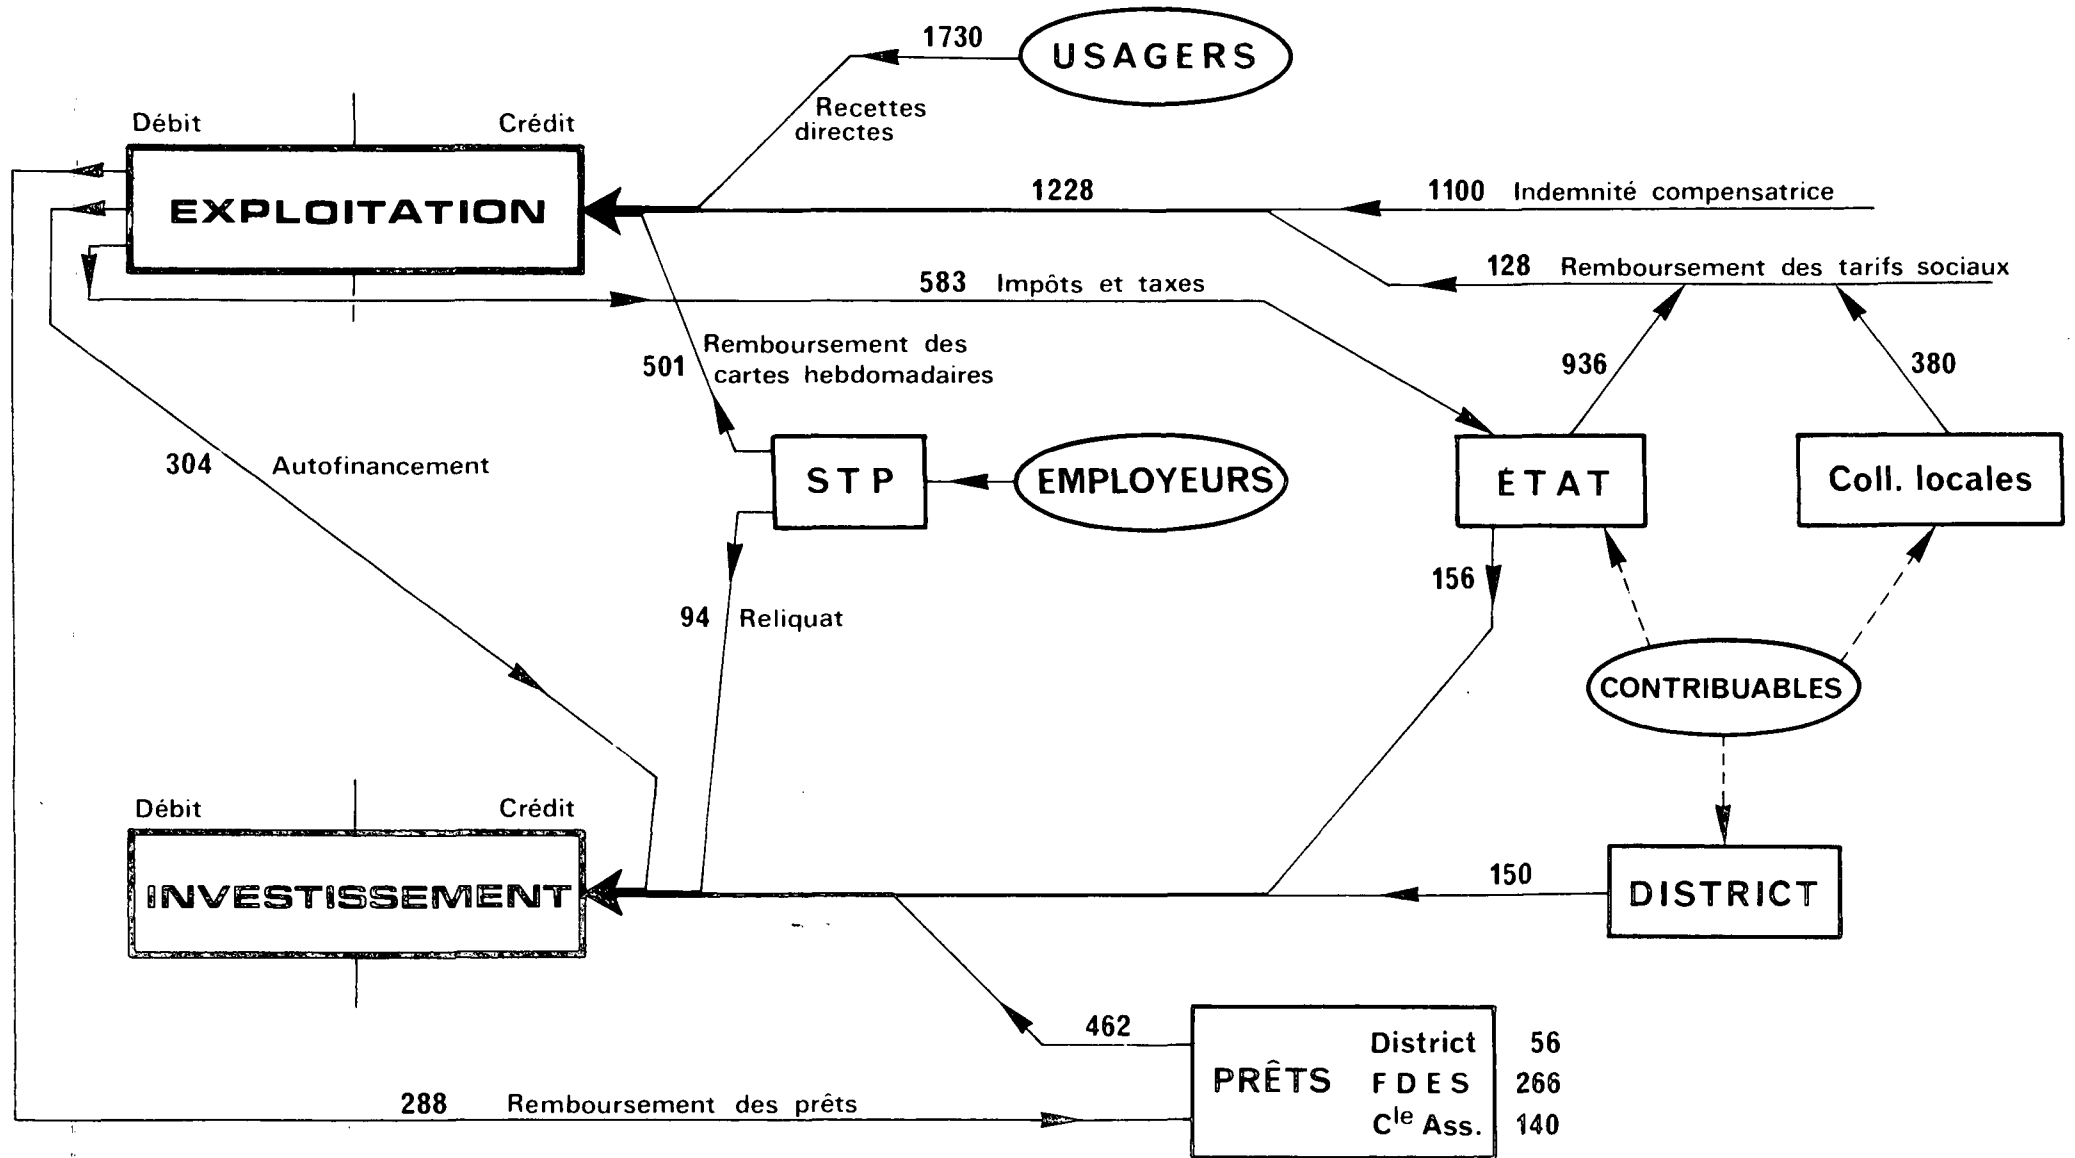 1730
USAGERS
Recettes
directes
Débit
Crédit
EXPLOITATION
1228
1100 Indemnité compensatrice
128 Remboursement des tarifs sociaux
583 Impôts et taxes
501
Remboursement des
cartes hebdomadaires
936
380
304 Autofinancement
STP
EMPLOYEURS
ÉTAT
Coll. locales
156
94 Reliquat
CONTRIBUABLES
Débit
Crédit
INVESTISSEMENT
150
DISTRICT
462
PRÊTS
District 56
FDES 266
Cle Ass. 140
288 Remboursement des prêts